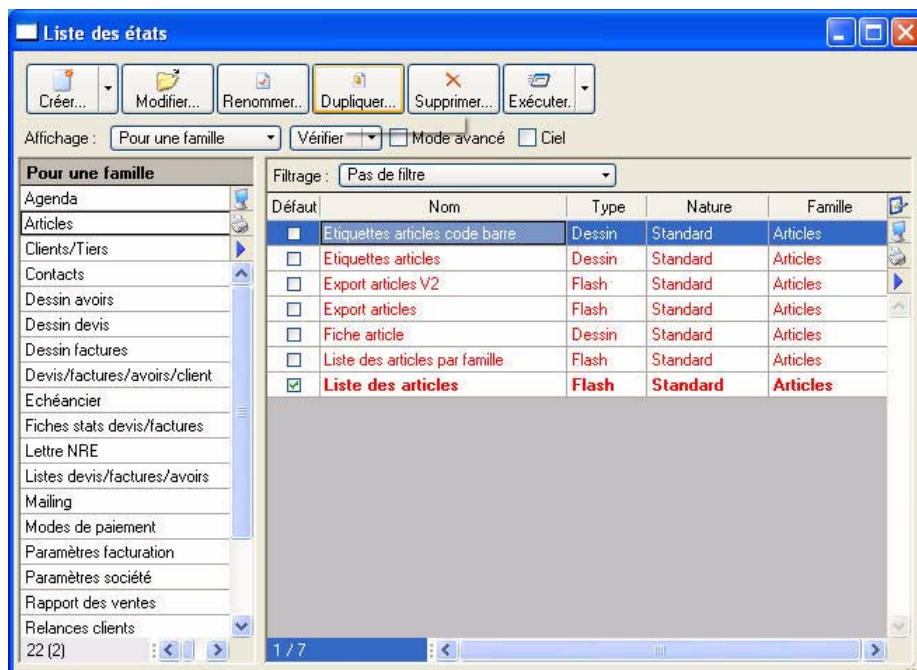 Liste des états
Créer... Modifier... Renommer.. Dupliquer... Supprimer... Exécuter.
Affichage : Pour une famille Vérifier Mode avancé Ciel
Pour une famille
Agenda
Articles
Clients/Tiers
Contacts
Dessin avoirs
Dessin devis
Dessin factures
Devis/factures/avoirs/client
Echéancier
Fiches stats devis/factures
Lettre NRE
Listes devis/factures/avoirs
Mailing
Modes de paiement
Paramètres facturation
Paramètres société
Rapport des ventes
Relances clients
22 (2)
Filtrage : Pas de filtre
Défaut Nom Type Nature Famille
Etiquettes articles code barre Dessin Standard Articles
Etiquettes articles Dessin Standard Articles
Export articles V2 Flash Standard Articles
Export articles Flash Standard Articles
Fiche article Dessin Standard Articles
Liste des articles par famille Flash Standard Articles
Liste des articles Flash Standard Articles
1 / 7